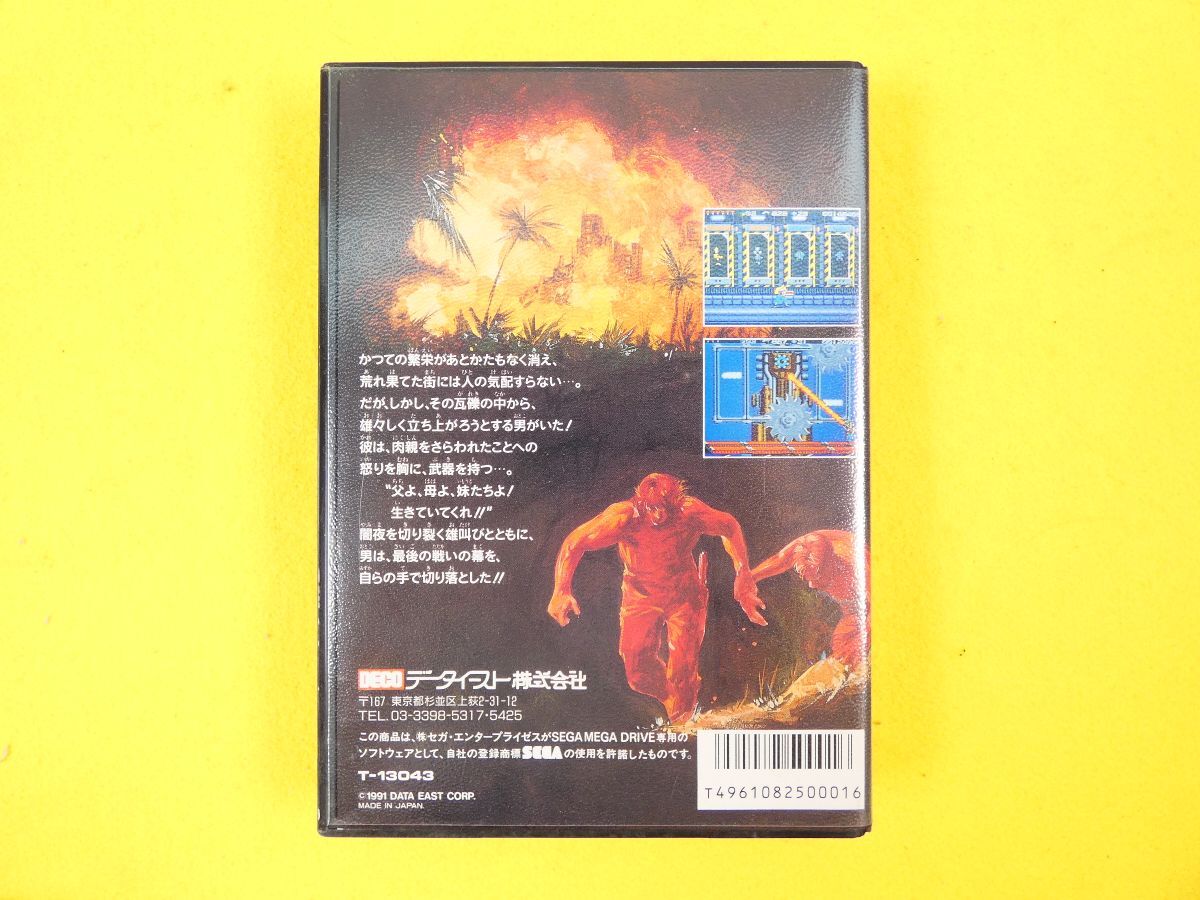 かつての繁栄があとかたもなく消え、
荒れ果てた街には人の気配すらない…。
だが、しかし、その瓦礫の中から、
雄々しく立ち上がろうとする男がいた!
彼は、肉親をさらわれたことへの
怒りを胸に、武器を持つ…。
"父よ、母よ、妹たちよ!
生きていてくれ!!"
闇夜を切り裂く雄叫びとともに、
男は、最後の戦いの幕を、
自らの手で切り落とした!!
DECO データイースト株式会社
〒167 東京都杉並区上荻2-31-12
TEL. 03-3398-5317・5425
この商品は、㈱セガ・エンタープライゼスがSEGA MEGA DRIVE専用の
ソフトウェアとして、自社の登録商標SEGAの使用を許諾したものです。
T-13043
©1991 DATA EAST CORP.
MADE IN JAPAN.
T4961082500016